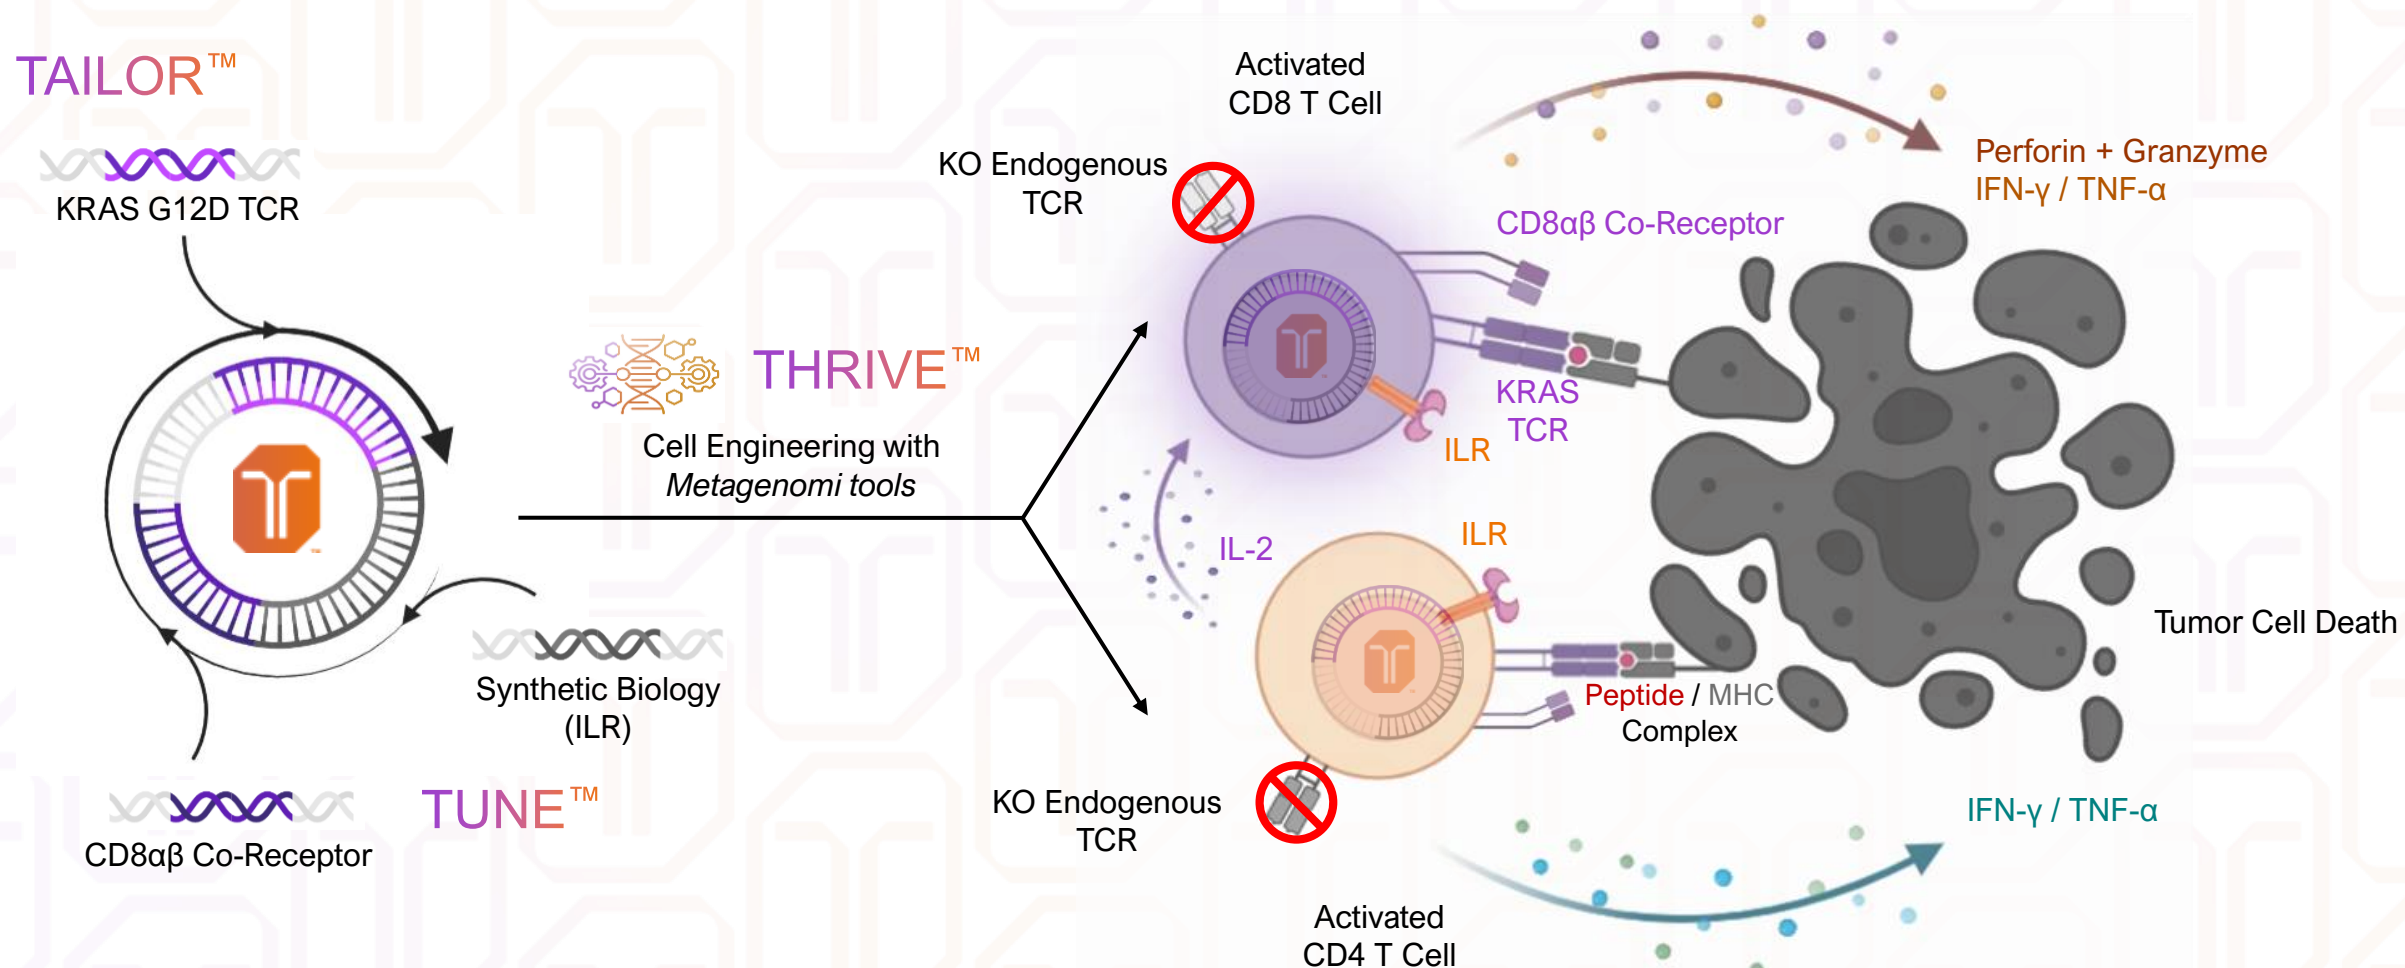 TAILOR™
KRAS G12D TCR
THRIVE™
Cell Engineering with
Metagenomi tools
Synthetic Biology
(ILR)
CD8αβ Co-Receptor
TUNE™
Activated
CD8 T Cell
KO Endogenous
TCR
CD8αβ Co-Receptor
KRAS
TCR
ILR
IL-2
Perforin + Granzyme
IFN-γ / TNF-α
ILR
Peptide / MHC
Complex
Tumor Cell Death
KO Endogenous
TCR
IFN-γ / TNF-α
Activated
CD4 T Cell